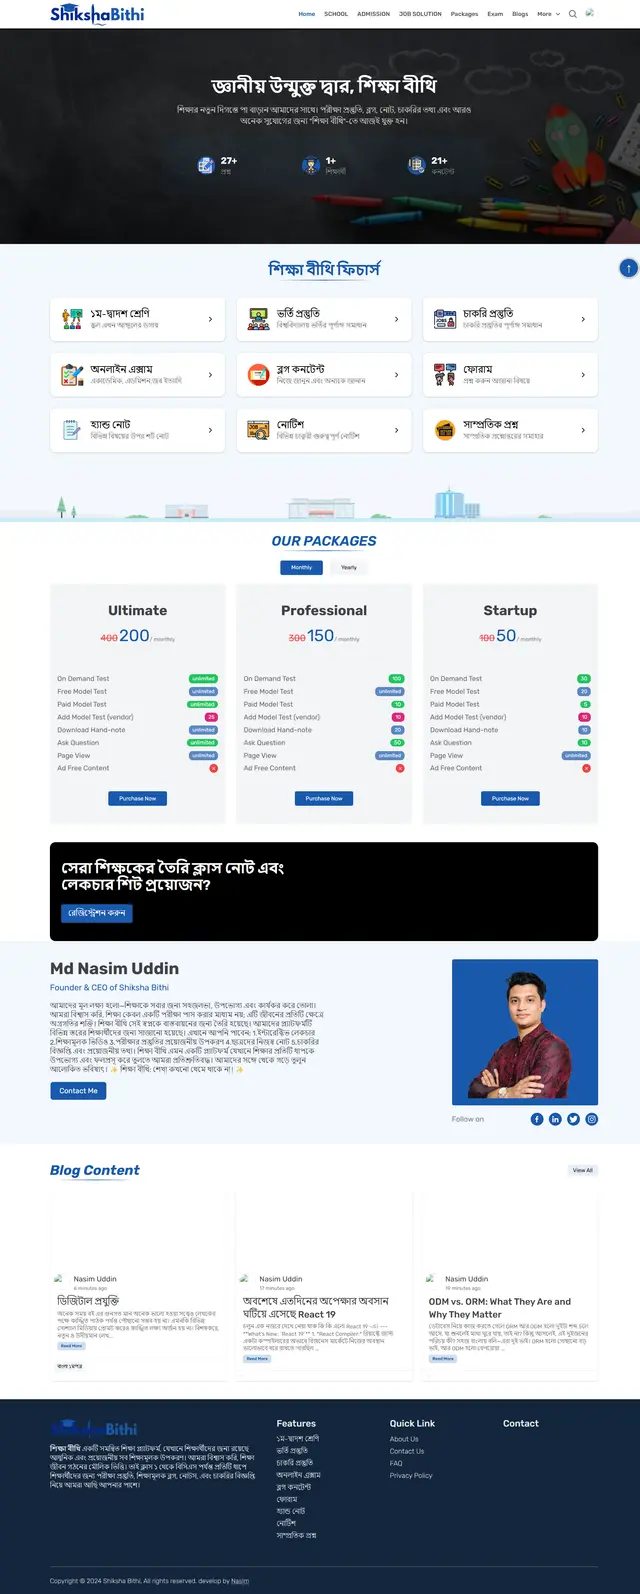 ShikshaBithi
Home SCHOOL ADMISSION JOB SOLUTION Packages Exam Blogs More
জ্ঞানীয় উন্মুক্ত দ্বার, শিক্ষা বীথি
শিক্ষার নতুন দিগন্তে পা বাড়ান আমাদের সাথে। পরীক্ষা প্রস্তুতি, ব্লগ, নোট, চাকরির তথ্য এবং আরও
অনেক সুযোগের জন্য "শিক্ষা বীথি"-তে আজই যুক্ত হন।
27+ 1+ 21+
প্রশ্ন শিক্ষার্থী কনটেন্ট
শিক্ষা বীথি ফিচার্স
↑
১ম-দ্বাদশ শ্রেণি ভর্তি প্রস্তুতি চাকরি প্রস্তুতি
স্কুল এখন আঙ্গুলের ডগায় বিশ্ববিদ্যালয় ভর্তির পূর্ণাঙ্গ সমাধান চাকরি প্রস্তুতির পূর্ণাঙ্গ সমাধান
অনলাইন এক্সাম ব্লগ কনটেন্ট ফোরাম
একাডেমিক, এডমিশন,জব ইত্যাদি নিজে জানুন এবং অন্যকে জানান প্রশ্ন করুন অজানা বিষয়ে
হ্যান্ড নোট নোটিশ সাম্প্রতিক প্রশ্ন
বিভিন্ন বিষয়ের উপর শর্ট নোট বিভিন্ন চাকুরী গুরুত্বপূর্ণ নোটিশ সাম্প্রতিক প্রশ্নোত্তরের সমাহার
OUR PACKAGES
Monthly Yearly
Ultimate Professional Startup
400 200 / monthly 300 150 / monthly 100 50 / monthly
On Demand Test unlimited On Demand Test 100 On Demand Test 30
Free Model Test unlimited Free Model Test unlimited Free Model Test 20
Paid Model Test unlimited Paid Model Test 10 Paid Model Test 5
Add Model Test (vendor) 25 Add Model Test (vendor) 10 Add Model Test (vendor) 10
Download Hand-note unlimited Download Hand-note 20 Download Hand-note 10
Ask Question unlimited Ask Question 50 Ask Question 10
Page View unlimited Page View unlimited Page View unlimited
Ad Free Content Ad Free Content Ad Free Content
Purchase Now Purchase Now Purchase Now
সেরা শিক্ষকের তৈরি ক্লাস নোট এবং
লেকচার শিট প্রয়োজন?
রেজিস্ট্রেশন করুন
Md Nasim Uddin
Founder & CEO of Shiksha Bithi
আমাদের মূল লক্ষ্য হলো—শিক্ষাকে সবার জন্য সহজলভ্য, উপভোগ্য এবং কার্যকর করে তোলা।
আমরা বিশ্বাস করি, শিক্ষা কেবল একটি পরীক্ষা পাস করার মাধ্যম নয়; এটি জীবনের প্রতিটি ক্ষেত্রে
অগ্রগতির শক্তি। শিক্ষা বীথি সেই স্বপ্নকে বাস্তবায়নের জন্য তৈরি হয়েছে। আমাদের প্ল্যাটফর্মটি
বিভিন্ন স্তরের শিক্ষার্থীদের জন্য সাজানো হয়েছে। এখানে আপনি পাবেন: 1.ইন্টারেক্টিভ লেকচার
2.শিক্ষামূলক ভিডিও 3.পরীক্ষার প্রস্তুতির প্রয়োজনীয় উপকরণ 4.ছাত্রদের নিজস্ব নোট 5.চাকরির
বিজ্ঞপ্তি এবং প্রয়োজনীয় তথ্য। শিক্ষা বীথি এমন একটি প্ল্যাটফর্ম যেখানে শিক্ষার প্রতিটি ধাপকে
উপভোগ্য এবং ফলপ্রসূ করে তুলতে আমরা প্রতিশ্রুতিবদ্ধ। আমাদের সঙ্গে থেকে গড়ে তুলুন
আলোকিত ভবিষ্যৎ। ✨ শিক্ষা বীথি: শেখা কখনো থেমে থাকে না। ✨
Contact Me
Follow on
Blog Content
View All
Nasim Uddin Nasim Uddin Nasim Uddin
6 minutes ago 17 minutes ago 19 minutes ago
ডিজিটাল প্রযুক্তি
অবশেষে এতদিনের অপেক্ষার অবসান
ঘটিয়ে এসেছে React 19
ODM vs. ORM: What They Are and
Why They Matter
Read More Read More Read More
বাংলা ১মপত্র
ShikshaBithi
শিক্ষা বীথি একটি সমন্বিত শিক্ষা প্ল্যাটফর্ম, যেখানে শিক্ষার্থীদের জন্য রয়েছে
আধুনিক এবং প্রয়োজনীয় সব শিক্ষামূলক উপকরণ। আমরা বিশ্বাস করি, শিক্ষা
জীবন গঠনের মৌলিক ভিত্তি। তাই ক্লাস ১ থেকে বিসিএস পর্যন্ত প্রতিটি ধাপে
শিক্ষার্থীদের জন্য পরীক্ষা প্রস্তুতি, শিক্ষামূলক ব্লগ, নোটস, এবং চাকরির বিজ্ঞপ্তি
নিয়ে আমরা আছি আপনার পাশে।
Features
১ম-দ্বাদশ শ্রেণি
ভর্তি প্রস্তুতি
চাকরি প্রস্তুতি
অনলাইন এক্সাম
ব্লগ কনটেন্ট
ফোরাম
হ্যান্ড নোট
নোটিশ
সাম্প্রতিক প্রশ্ন
Quick Link
About Us
Contact Us
FAQ
Privacy Policy
Contact
Copyright © 2024 Shiksha Bithi, All rights reserved. develop by Nasim